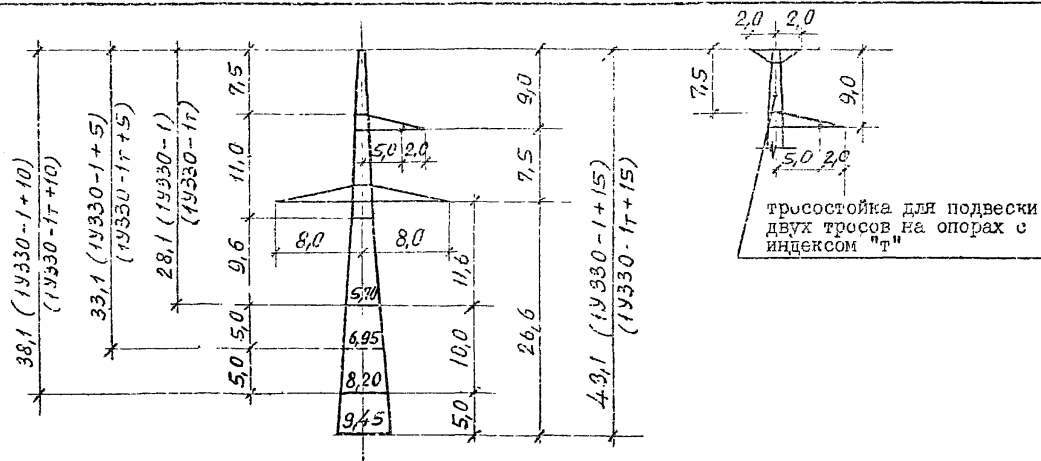 38,1 (1У330-1+10)
(1У330-1т+10)
33,1 (1У330-1+5)
(1У330-1т+5)
28,1 (1У330-1)
(1У330-1т)
7,5
11,0
9,6
5,0
5,0
5,0 2,0
8,0 8,0
5,70
6,95
8,20
9,45
11,6
10,0
5,0
9,0
7,5
26,6
43,1 (1У330-1+15)
(1У330-1т+15)
2,0 2,0
7,5
9,0
5,0 2,0
тросостойка для подвески
двух тросов на опорах с
индексом "т"